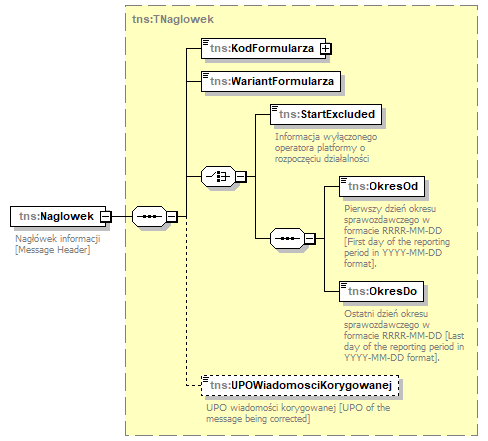 tns:TNaglowek
tns:KodFormularza
tns:WariantFormularza
tns:StartExcluded
Informacja wyłączonego
operatora platformy o
rozpoczęciu działalności
tns:Naglowek
Nagłówek informacji
[Message Header]
tns:OkresOd
Pierwszy dzień okresu
sprawozdawczego w
formacie RRRR-MM-DD
[First day of the reporting
period in YYYY-MM-DD
format].
tns:OkresDo
Ostatni dzień okresu
sprawozdawczego w
formacie RRRR-MM-DD [Last
day of the reporting period in
YYYY-MM-DD format].
tns:UPOWiadomosciKorygowanej
UPO wiadomości korygowanej [UPO of the
message being corrected]